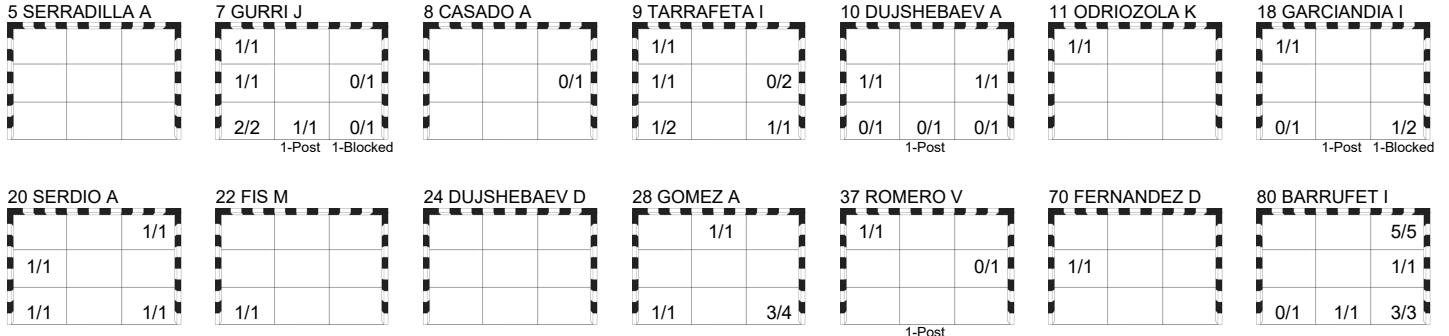 5 SERRADILLA A 7 GURRI J 8 CASADO A 9 TARRAFETA I 10 DUJSHEBAEV A 11 ODRIOZOLA K 18 GARCIANDIA I
1/1 1/1 1/1 1/1
1/1 0/1 0/1 1/1 0/2 1/1 1/1
2/2 1/1 0/1 1/2 1/1 0/1 0/1 0/1 0/1 1/2
1-Post 1-Blocked 1-Post 1-Post 1-Blocked
20 SERDIO A 22 FIS M 24 DUJSHEBAEV D 28 GOMEZ A 37 ROMERO V 70 FERNANDEZ D 80 BARRUFET I
1/1 1/1 1/1 5/5
1/1 0/1 1/1 1/1
1/1 1/1 1/1 1/1 3/4 0/1 1/1 3/3
1-Post